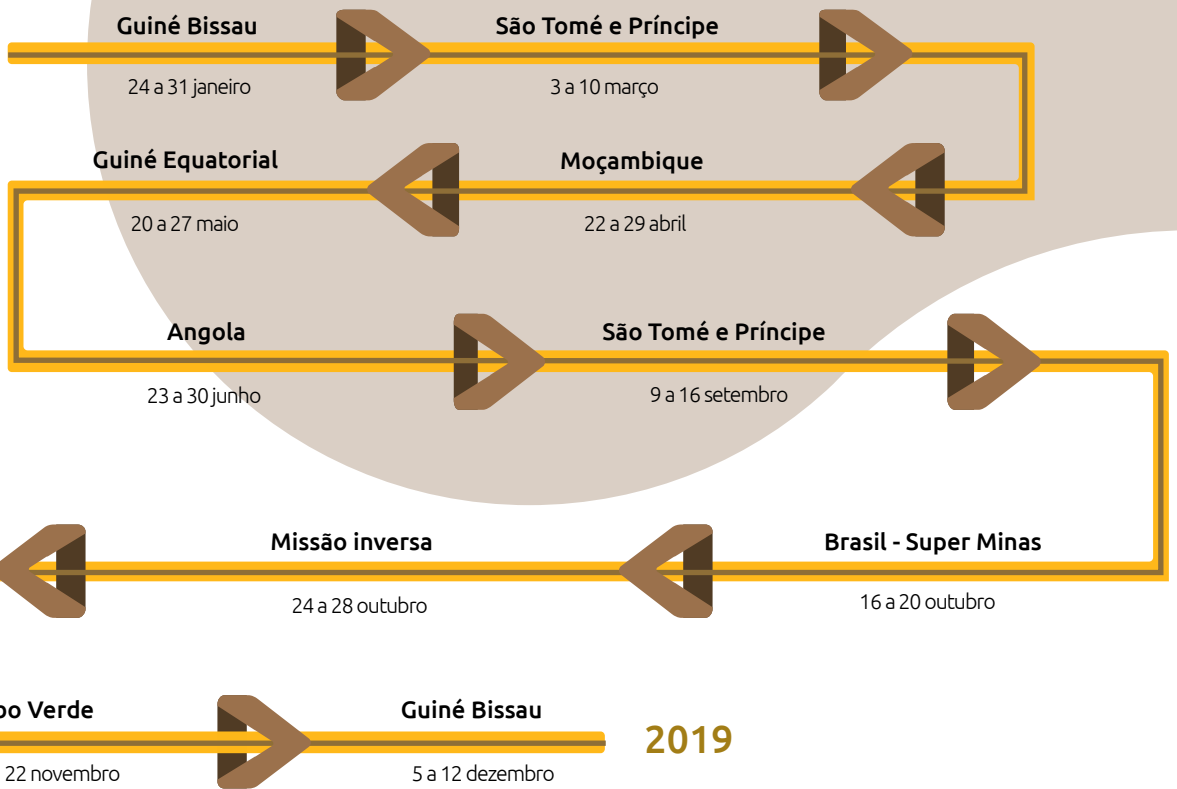 Guiné Bissau
24 a 31 janeiro
São Tomé e Príncipe
3 a 10 março
Moçambique
22 a 29 abril
Guiné Equatorial
20 a 27 maio
Angola
23 a 30 junho
São Tomé e Príncipe
9 a 16 setembro
Brasil - Super Minas
16 a 20 outubro
Missão inversa
24 a 28 outubro
Verde
22 novembro
Guiné Bissau
5 a 12 dezembro
2019